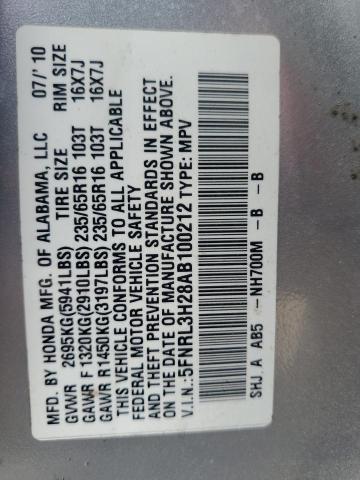 MFD. BY HONDA MFG. OF ALABAMA, LLC 07/'10
GVWR 2695KG(5941LBS) TIRE SIZE RIM SIZE
GAWR F 1320KG(2910LBS) 235/65R16 103T 16X7J
GAWR R1450KG(3197LBS) 235/65R16 103T 16X7J
THIS VEHICLE CONFORMS TO ALL APPLICABLE
FEDERAL MOTOR VEHICLE SAFETY
AND THEFT PREVENTION STANDARDS IN EFFECT
ON THE DATE OF MANUFACTURE SHOWN ABOVE.
V.I.N.:5FNRL3H28AB100212 TYPE: MPV
SHJ. A AB5 -NH700M - B - B